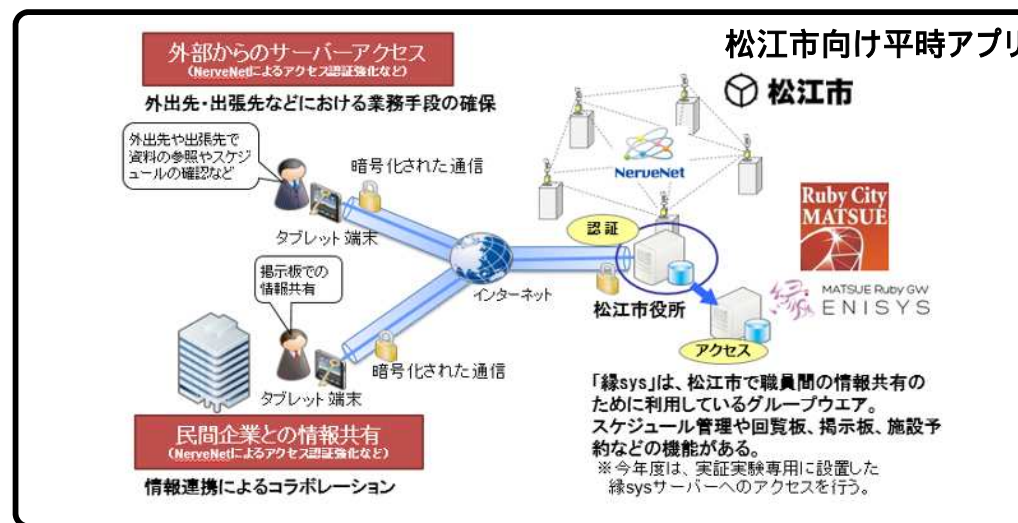 松江市向け平時アプリ
外部からのサーバーアクセス
(NerveNetによるアクセス認証強化など)
外出先・出張先などにおける業務手段の確保
松江市
外出先や出張先で
資料の参照やスケジ
ュールの確認など
暗号化された通信
NerveNet
タブレット端末
認証
Ruby City
MATSUE
掲示板での
情報共有
インターネット
松江市役所
縁
MATSUE Ruby GW
ENISYS
アクセス
暗号化された通信
タブレット端末
「縁sys」は、松江市で職員間の情報共有の
ために利用しているグループウエア。
スケジュール管理や回覧板、掲示板、施設予
約などの機能がある。
※今年度は、実証実験専用に設置した
縁sysサーバーへのアクセスを行う。
民間企業との情報共有
(NerveNetによるアクセス認証強化など)
情報連携によるコラボレーション